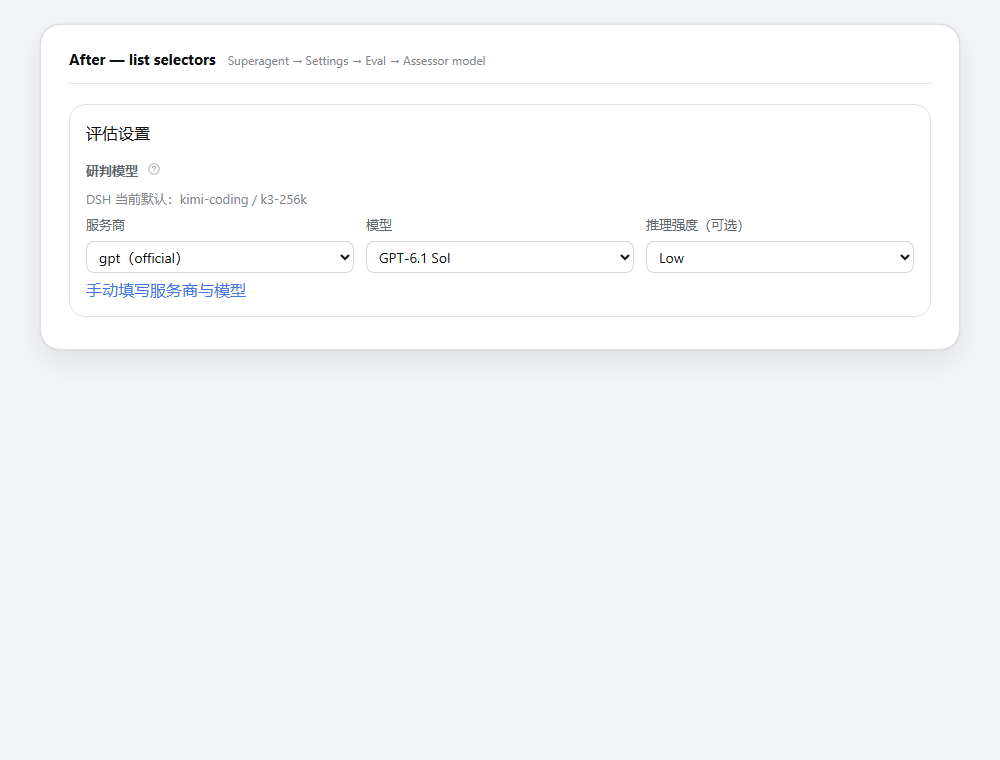 After — list selectors Superagent → Settings → Eval → Assessor model
评估设置
研判模型
DSH 当前默认：kimi-coding / k3-256k
服务商 模型 推理强度（可选）
gpt（official） GPT-6.1 Sol Low
手动填写服务商与模型